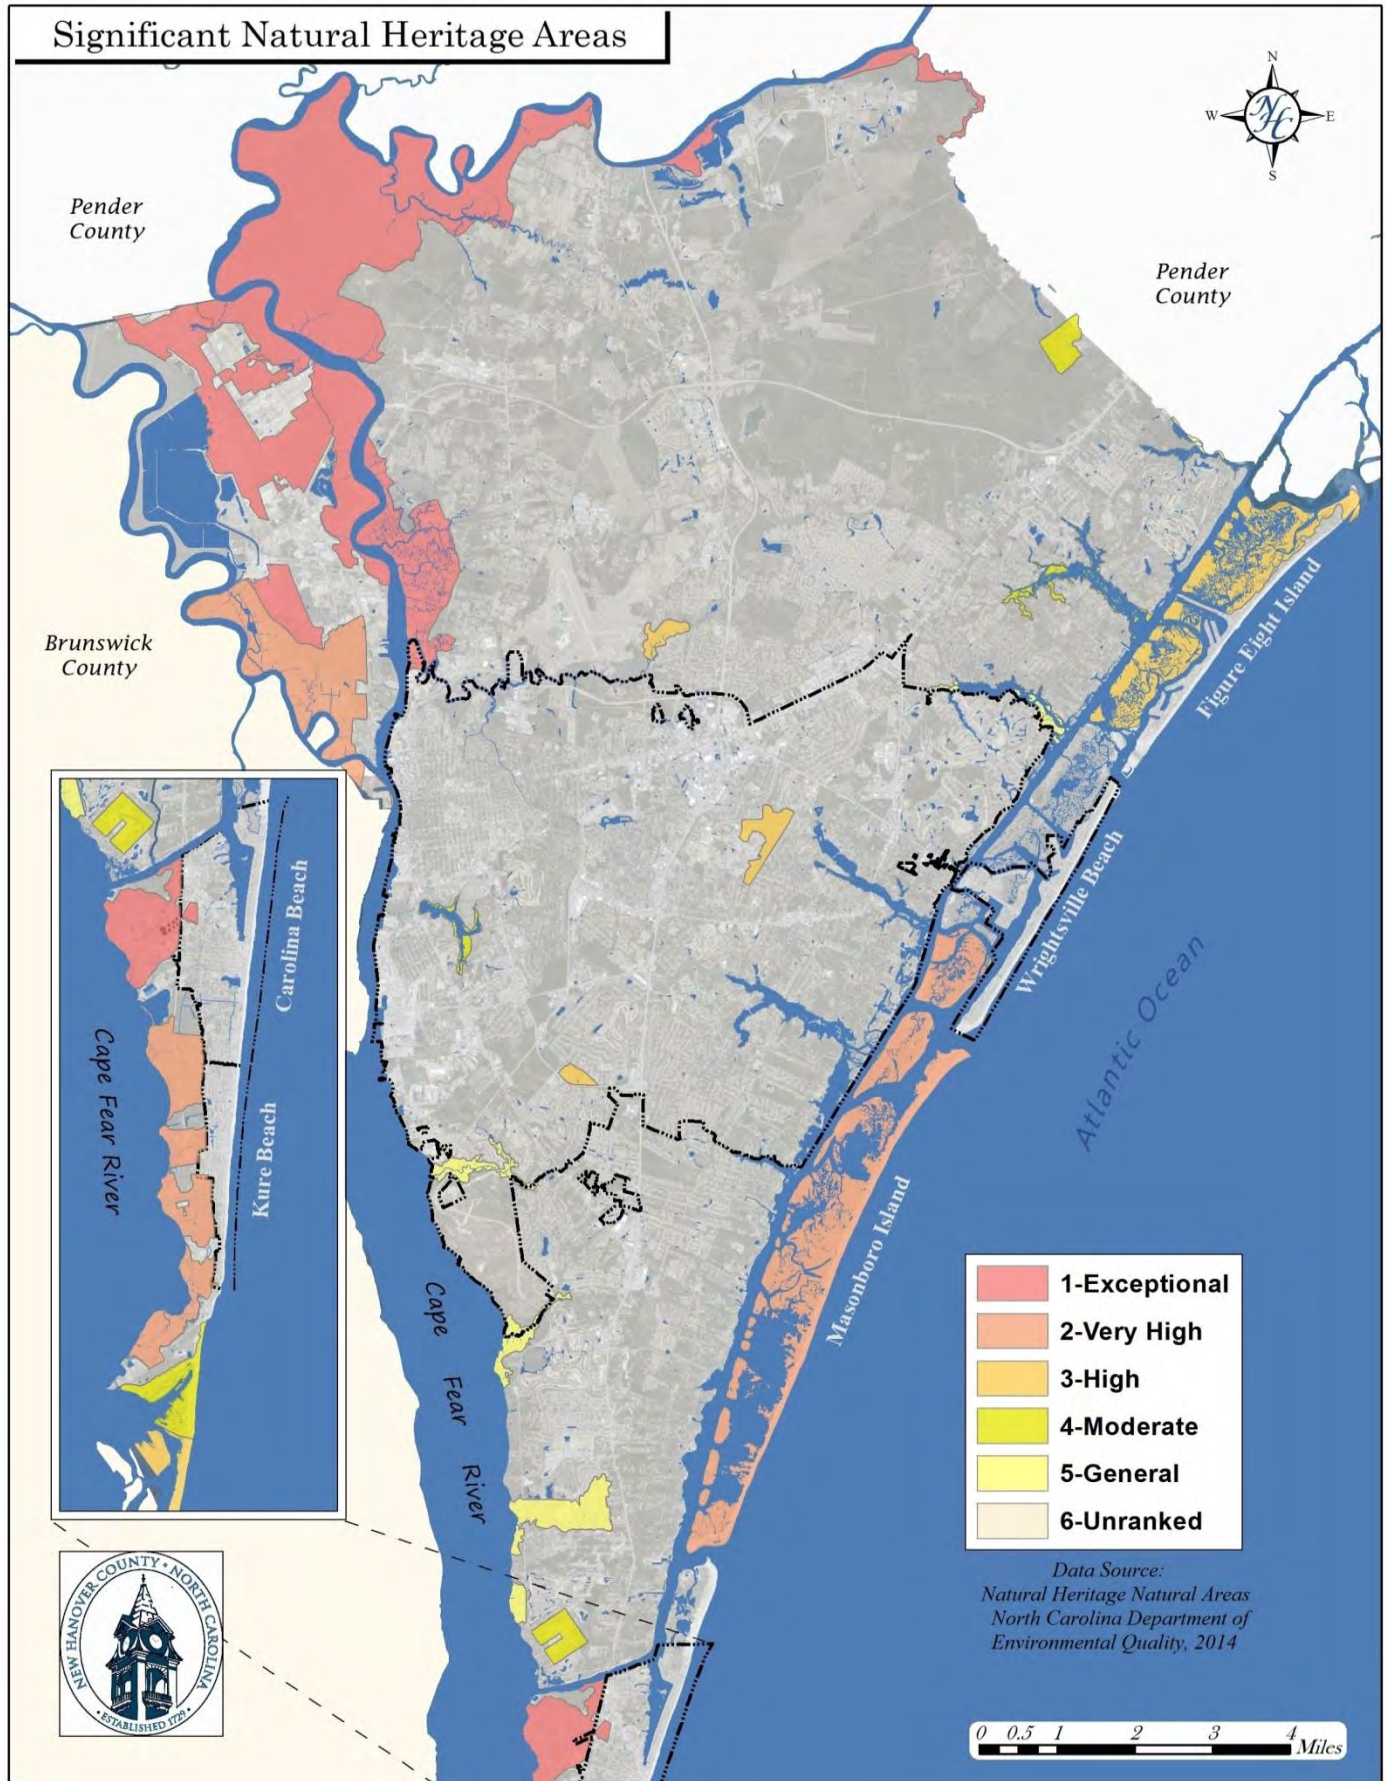 Significant Natural Heritage Areas
N
W
NHC
E
S
Pender
County
Pender
County
Brunswick
County
Figure Eight Island
Wrightsville Beach
Carolina Beach
Cape Fear River
Kure Beach
Atlantic Ocean
Masonboro Island
Cape
Fear
River
1-Exceptional
2-Very High
3-High
4-Moderate
5-General
6-Unranked
Data Source:
Natural Heritage Natural Areas
North Carolina Department of
Environmental Quality, 2014
NEW HANOVER COUNTY • NORTH CAROLINA
• ESTABLISHED 1729 •
0 0.5 1 2 3 4
Miles